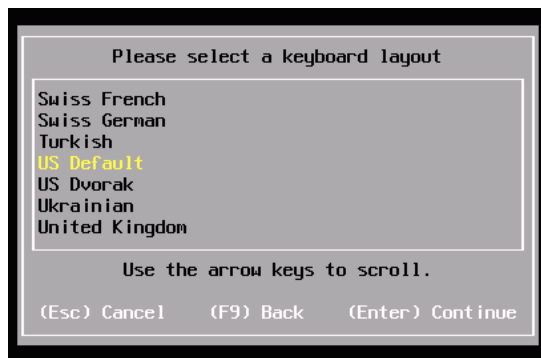 Please select a keyboard layout
Swiss French
Swiss German
Turkish
US Default
US Dvorak
Ukrainian
United Kingdom
Use the arrow keys to scroll.
(Esc) Cancel (F9) Back (Enter) Continue